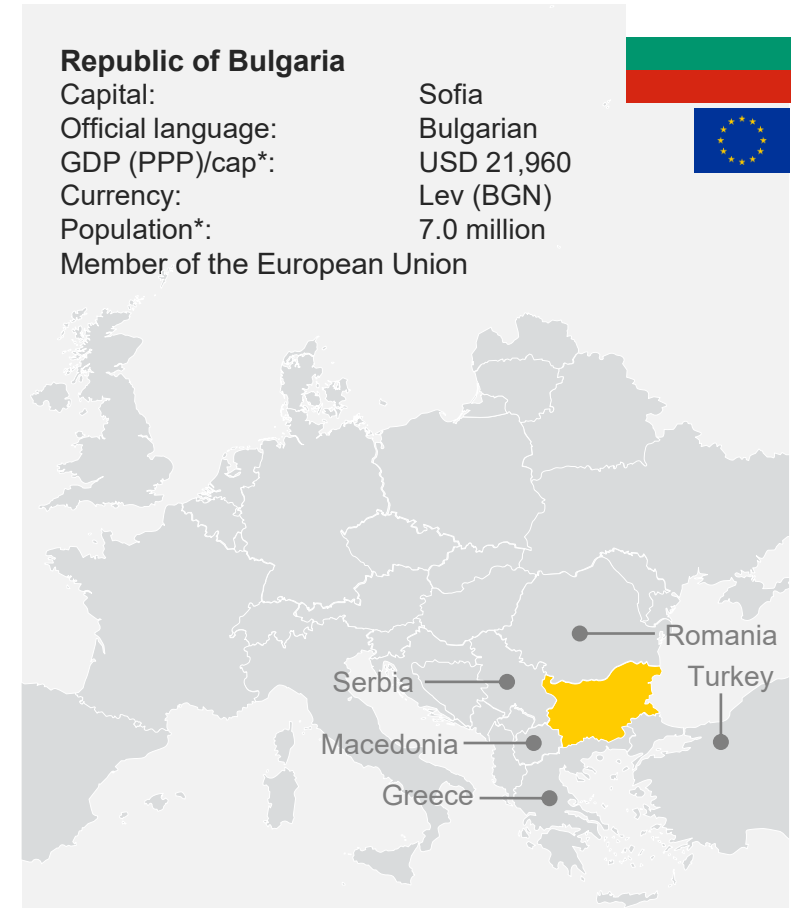 Republic of Bulgaria
Capital: Sofia
Official language: Bulgarian
GDP (PPP)/cap*: USD 21,960
Currency: Lev (BGN)
Population*: 7.0 million
Member of the European Union
Romania
Turkey
Serbia
Macedonia
Greece